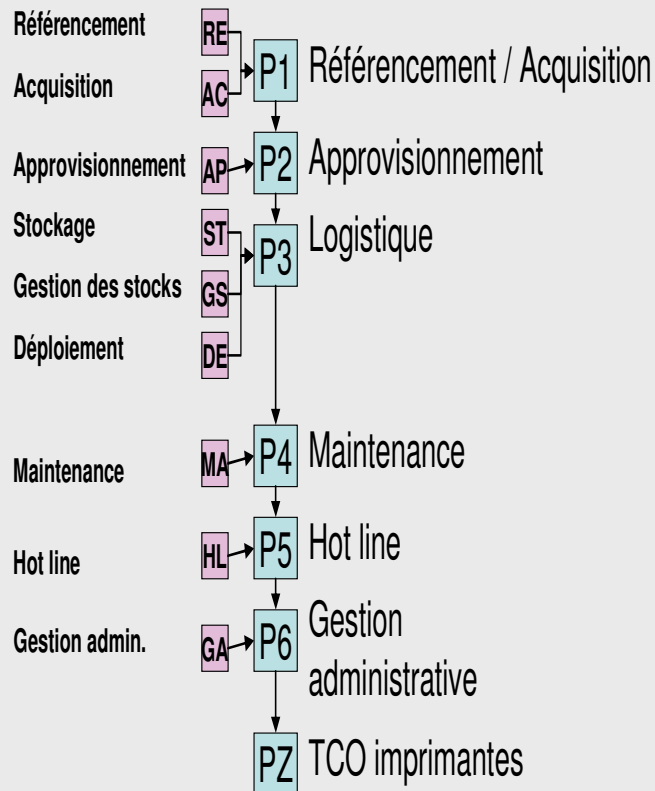 Référencement RE
P1 Référencement / Acquisition
Acquisition AC
Approvisionnement AP P2 Approvisionnement
Stockage ST
P3 Logistique
Gestion des stocks GS
Déploiement DE
Maintenance MA P4 Maintenance
Hot line HL P5 Hot line
Gestion admin. GA P6 Gestion
administrative
PZ TCO imprimantes